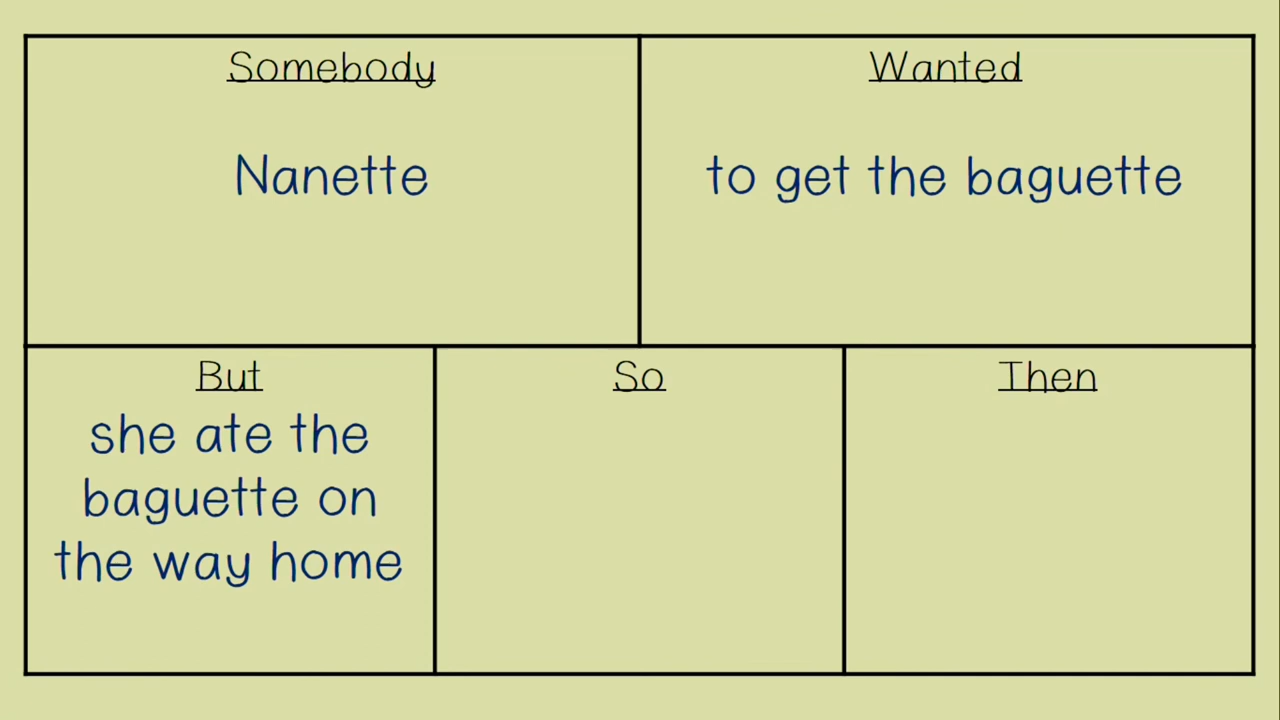 Somebody
Nanette
Wanted
to get the baguette
But
she ate the
baguette on
the way home
So
Then